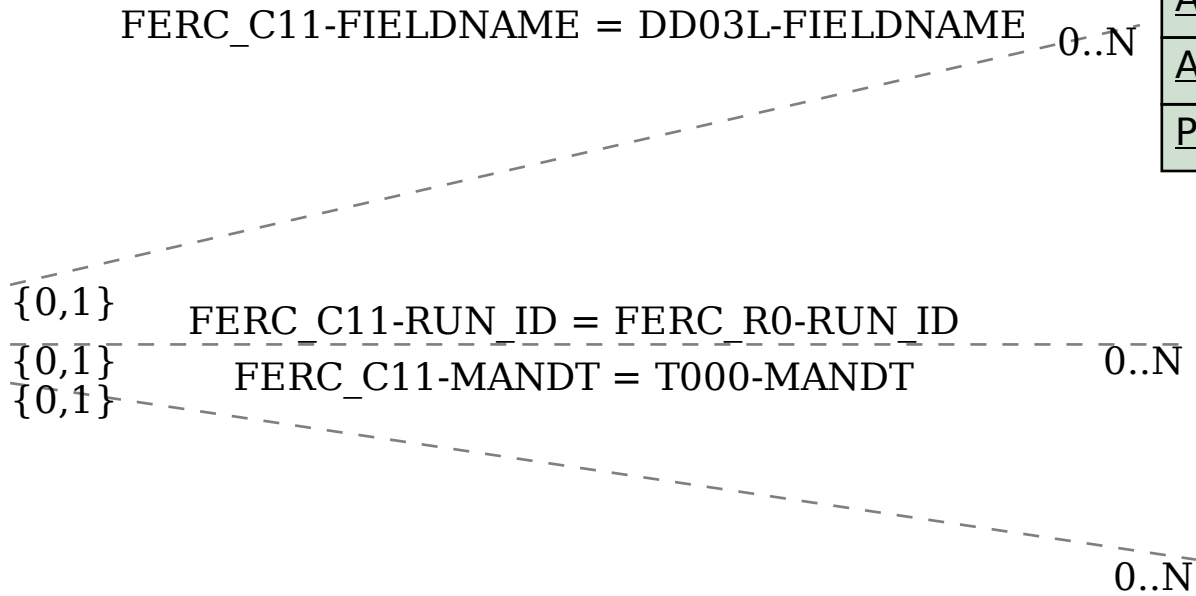 FERC_C11-FIELDNAME = DD03L-FIELDNAME
0..N
{0,1}
FERC_C11-RUN_ID = FERC_R0-RUN_ID
{0,1}
0..N
FERC_C11-MANDT = T000-MANDT
{0,1}
0..N